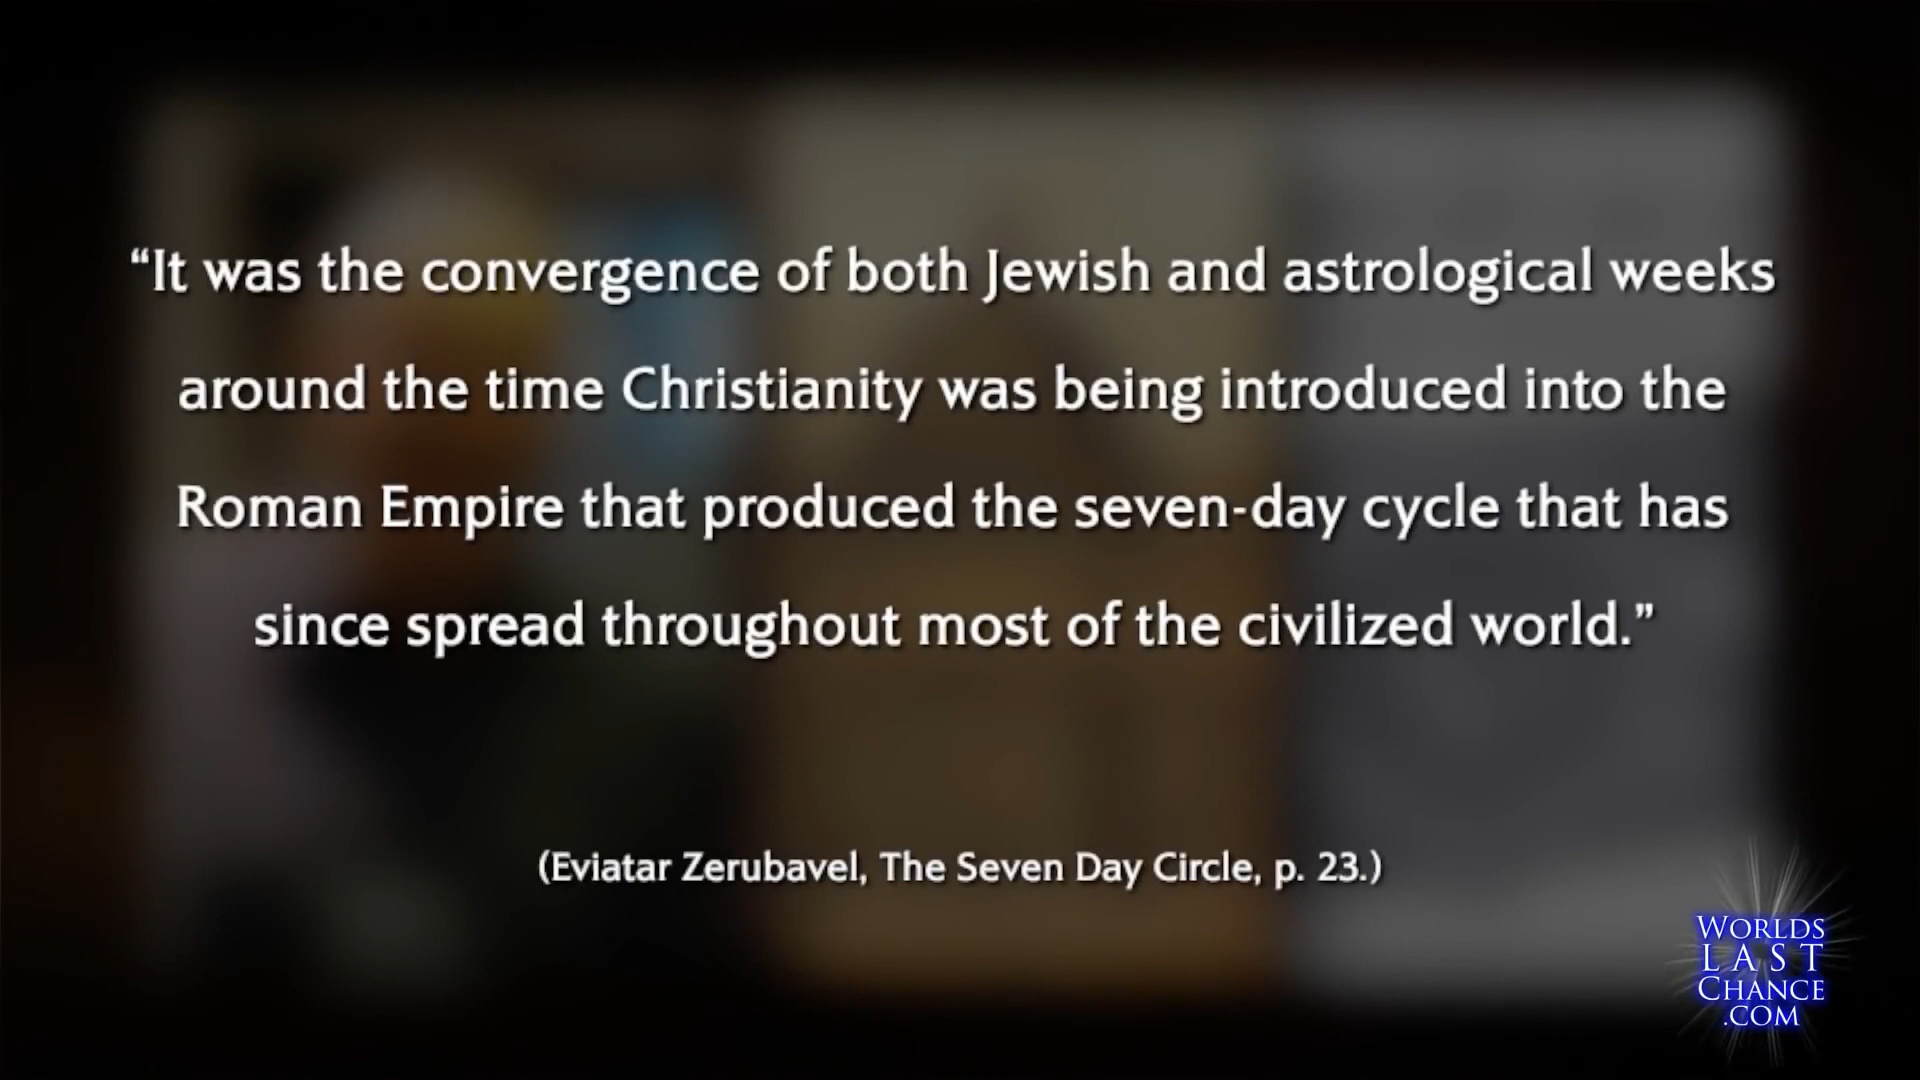 “It was the convergence of both Jewish and astrological weeks
around the time Christianity was being introduced into the
Roman Empire that produced the seven-day cycle that has
since spread throughout most of the civilized world.”
(Eviatar Zerubavel, The Seven Day Circle, p. 23.)
WORLDS
LAST
CHANCE
.COM